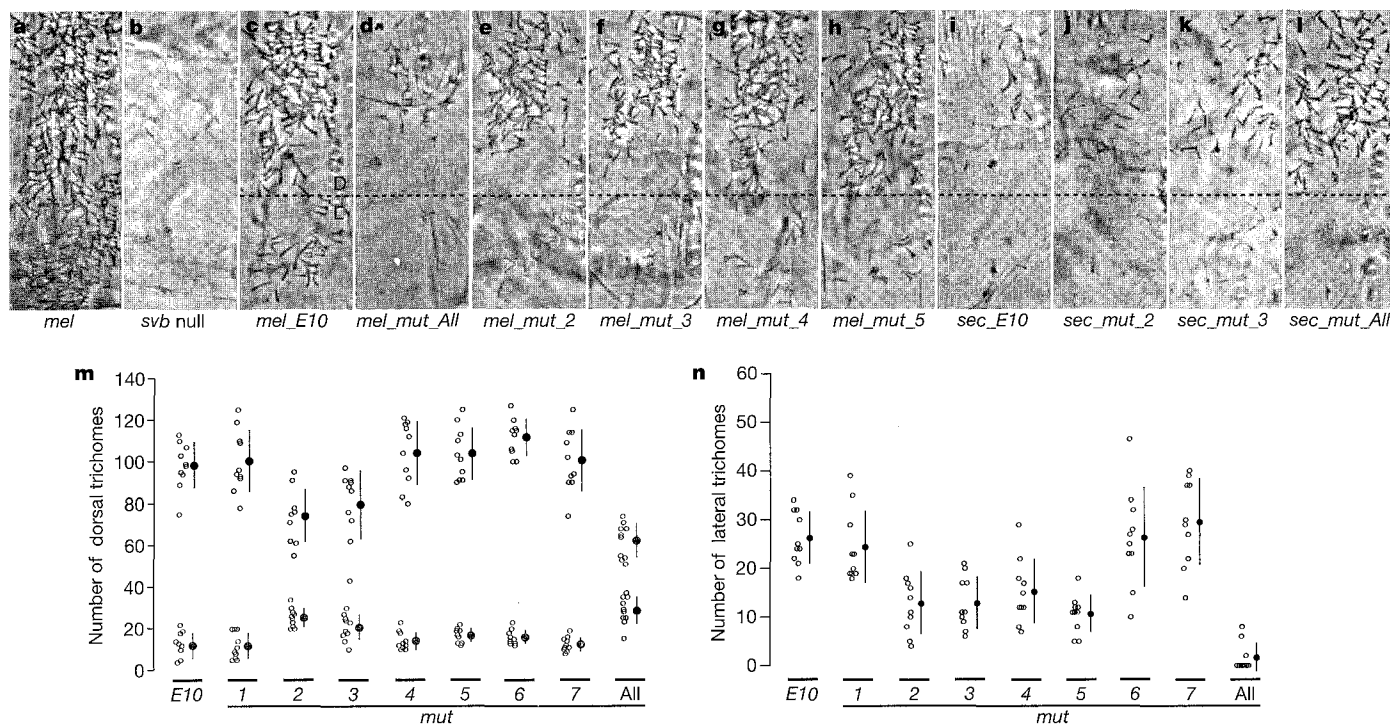 a b c d e f g h i j k l
D
L
mel svb null mel_E10 mel_mut_All mel_mut_2 mel_mut_3 mel_mut_4 mel_mut_5 sec_E10 sec_mut_2 sec_mut_3 sec_mut_All
m
Number of dorsal trichomes
140
120
100
80
60
40
20
0
E10 1 2 3 4 5 6 7 All
mut
n
Number of lateral trichomes
60
50
40
30
20
10
0
E10 1 2 3 4 5 6 7 All
mut